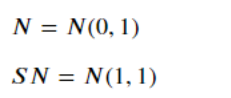 N = N(0, 1)
SN = N(1, 1)